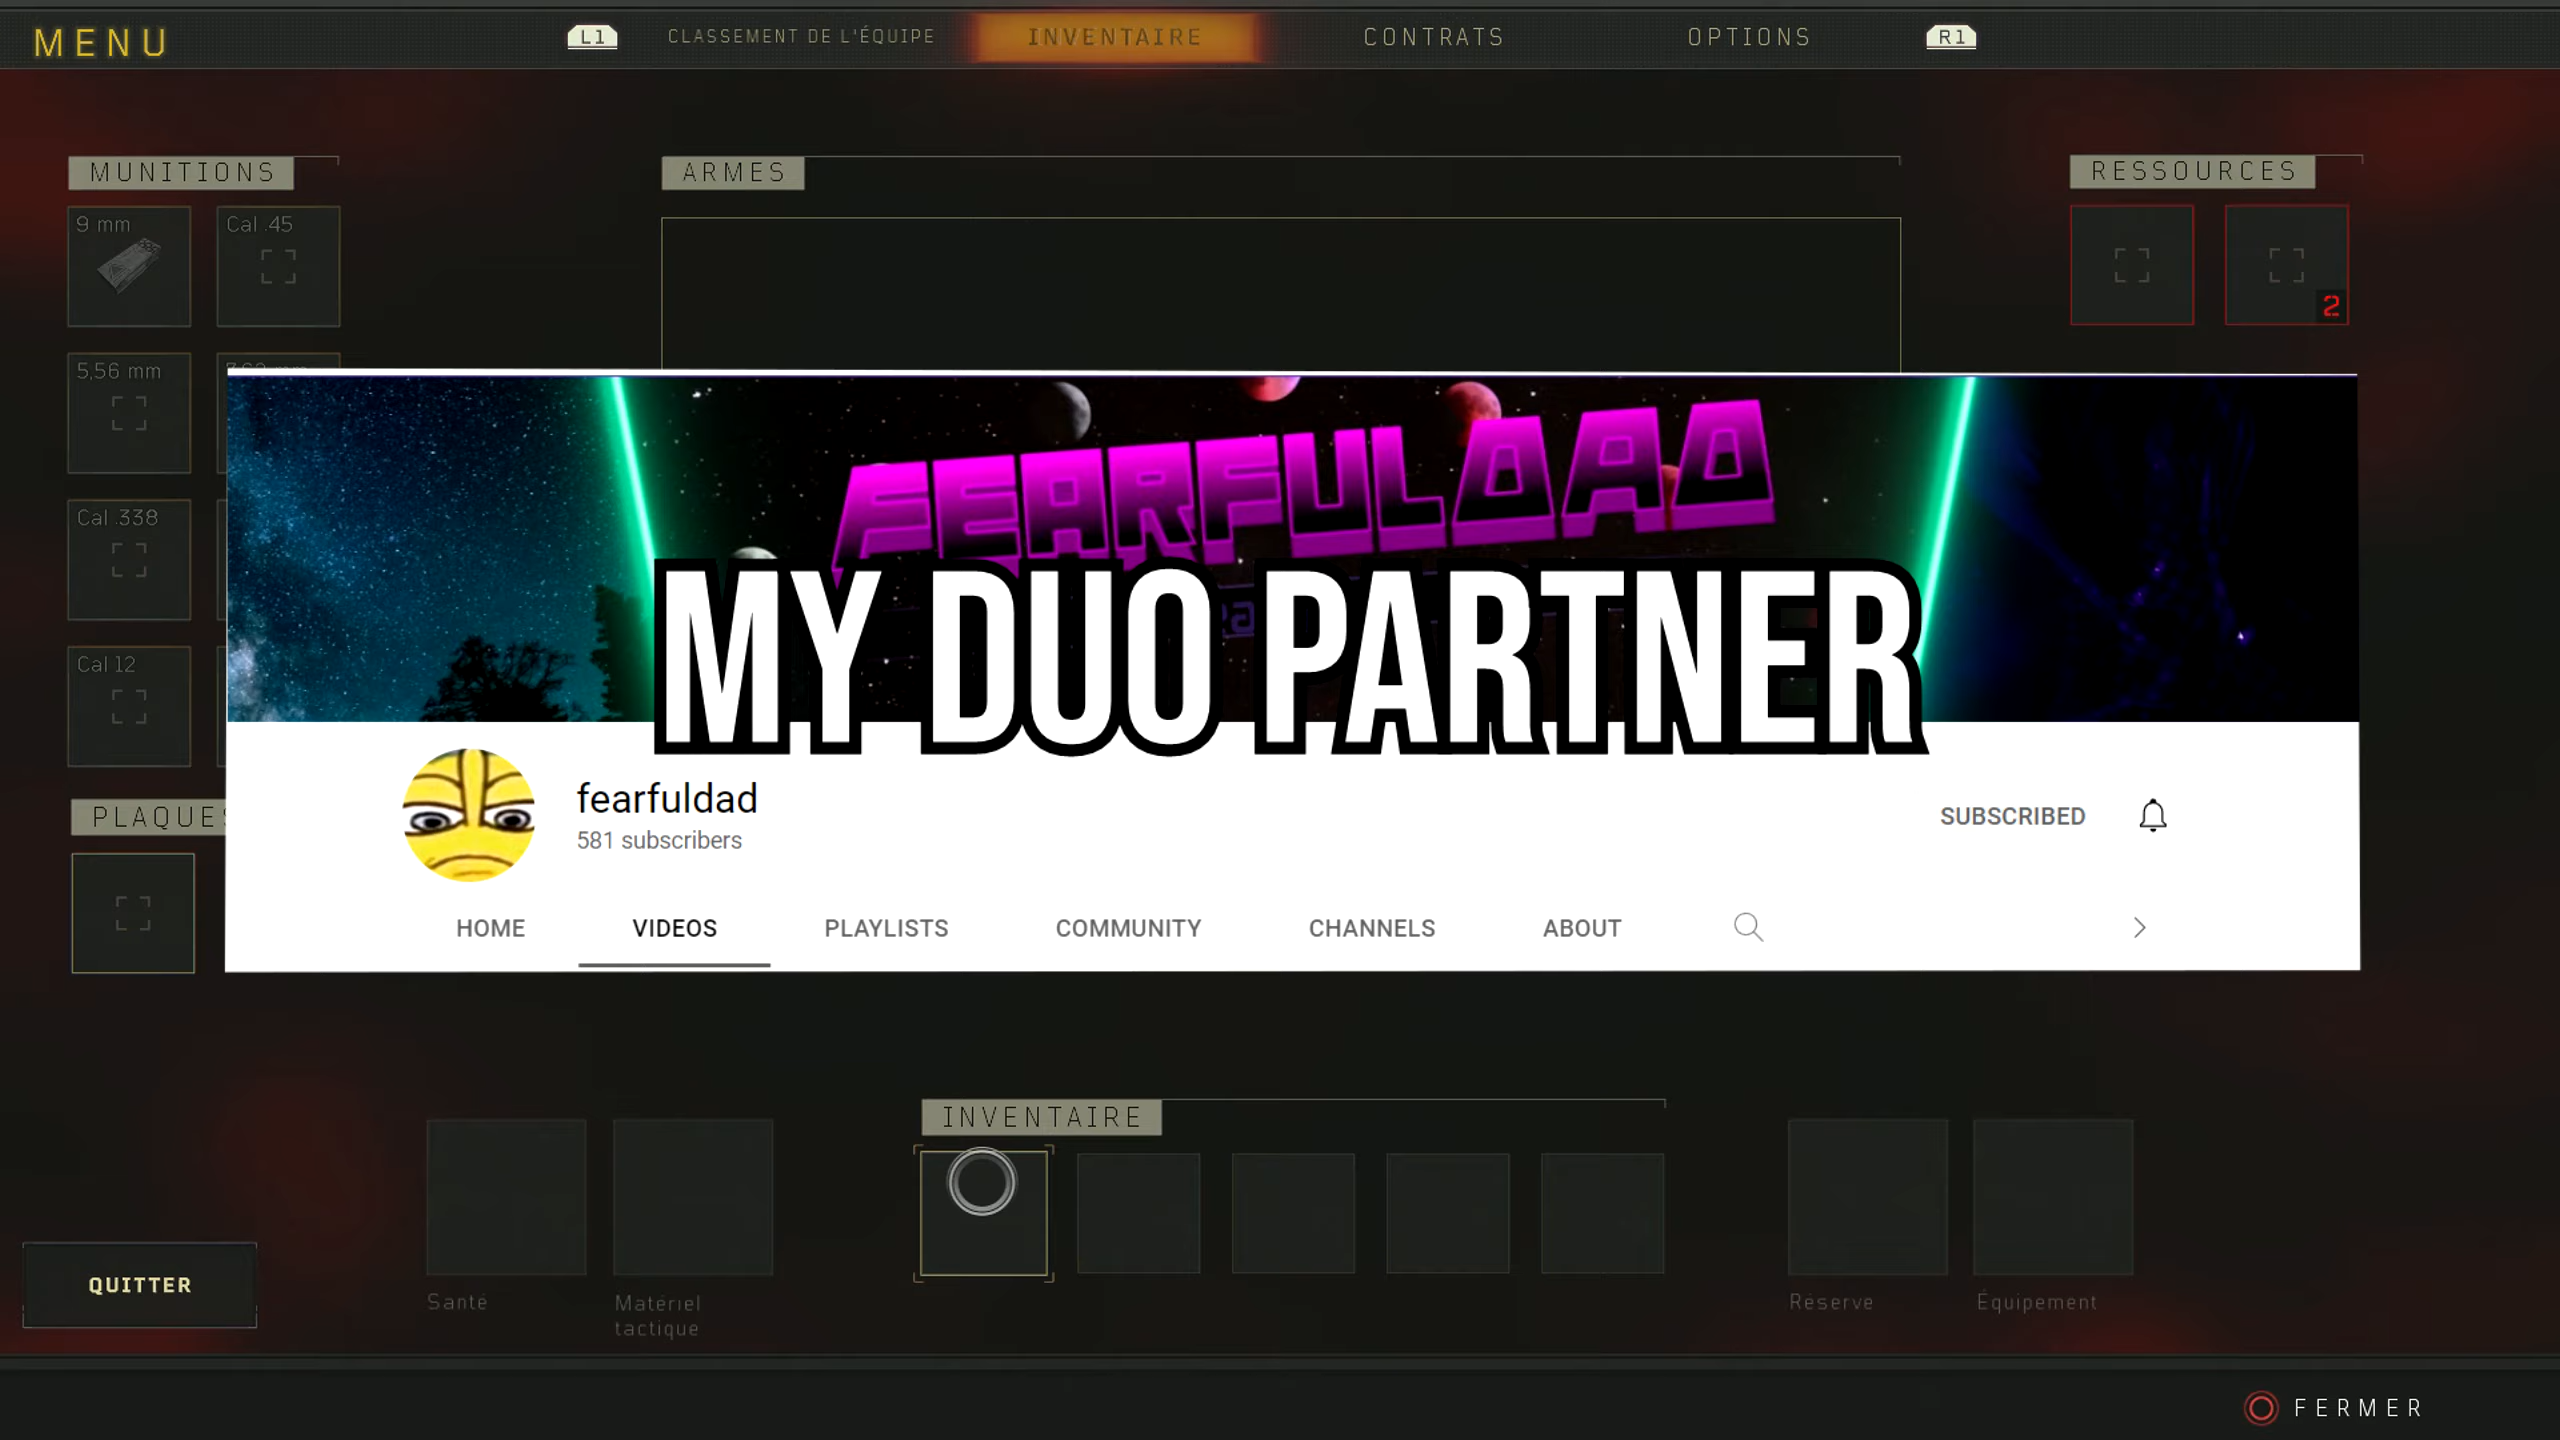 MENU
L1
CLASSEMENT DE L'ÉQUIPE
INVENTAIRE
CONTRATS
OPTIONS
R1
MUNITIONS
ARMES
RESSOURCES
9 mm
Cal .45
2
5,56 mm
Cal .338
Cal 12
PLAQUES
FEARFULDAD
MY DUO PARTNER
fearfuldad
581 subscribers
SUBSCRIBED
HOME
VIDEOS
PLAYLISTS
COMMUNITY
CHANNELS
ABOUT
INVENTAIRE
Santé
Matériel
tactique
Réserve
Équipement
QUITTER
FERMER